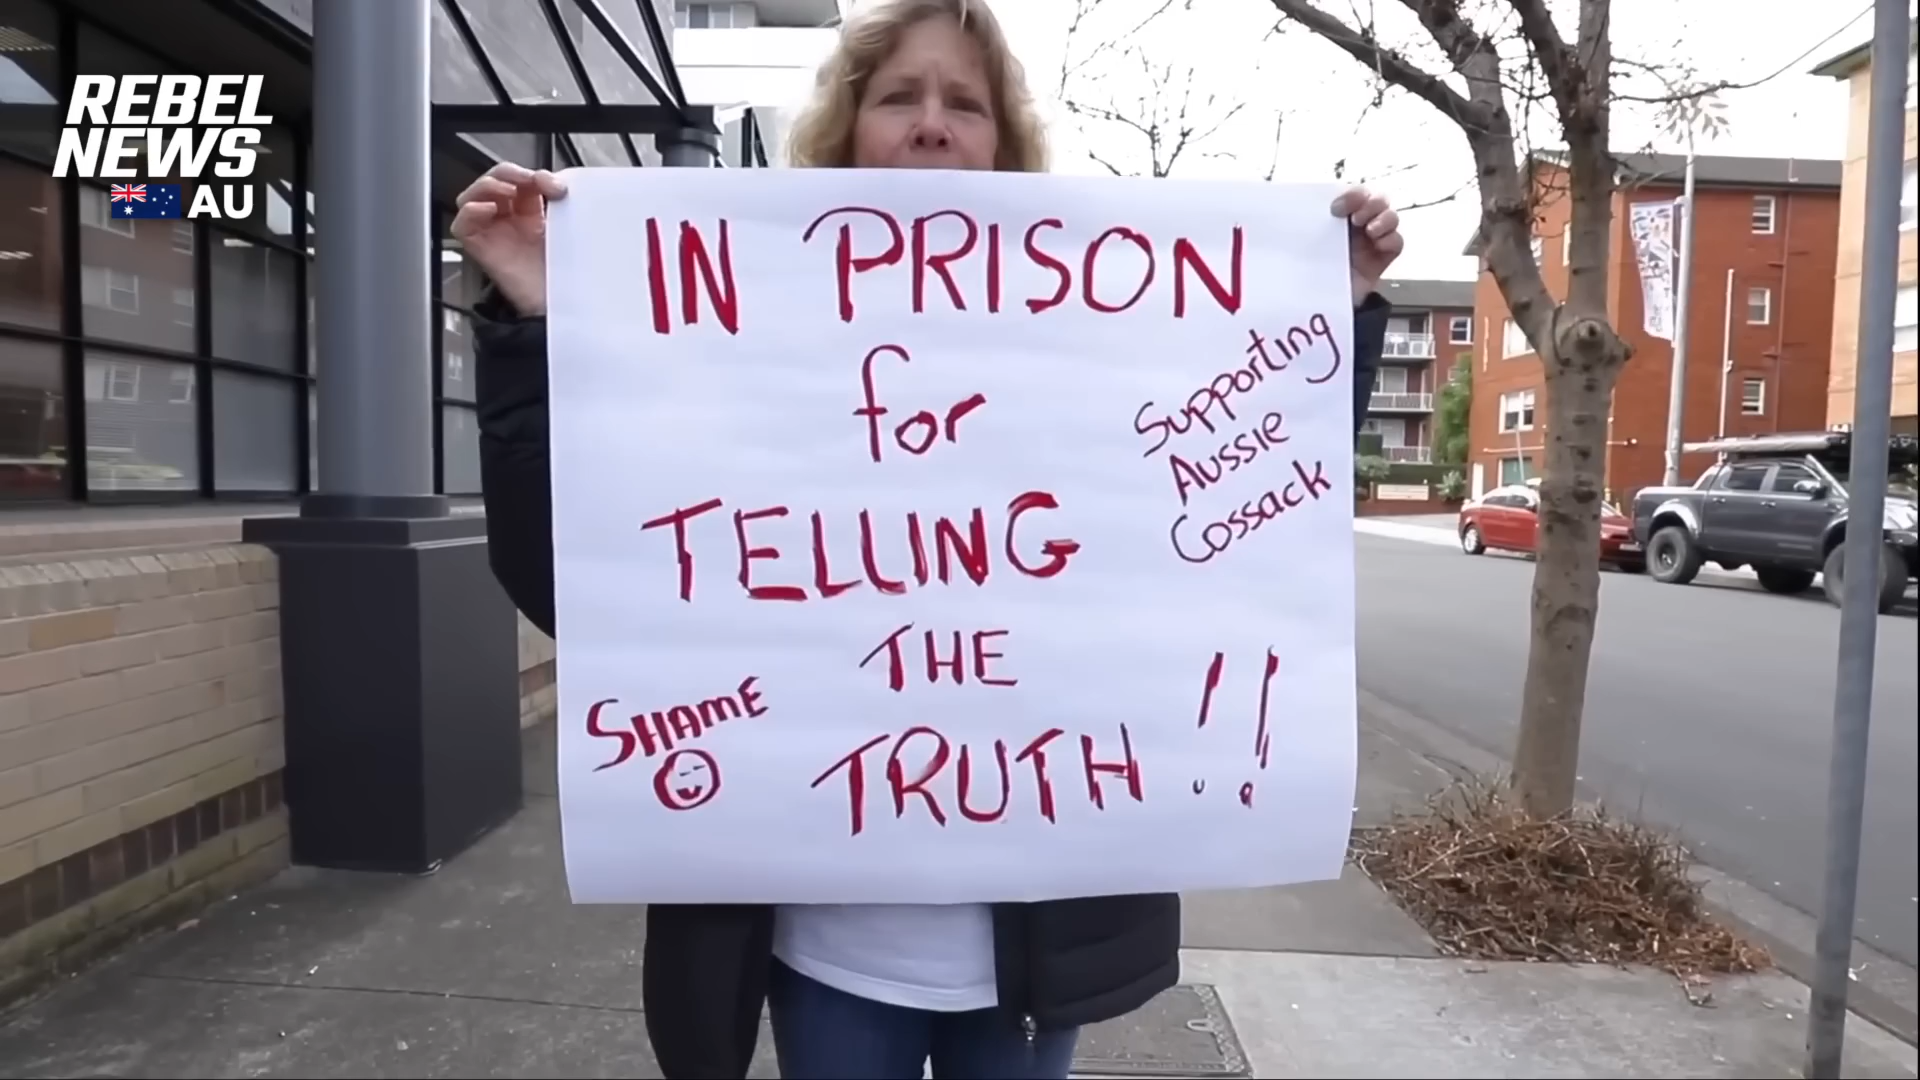 REBEL
NEWS
AU
IN PRISON
for
TELLING
THE
TRUTH!!
Supporting
Aussie
Cossack
SHAME